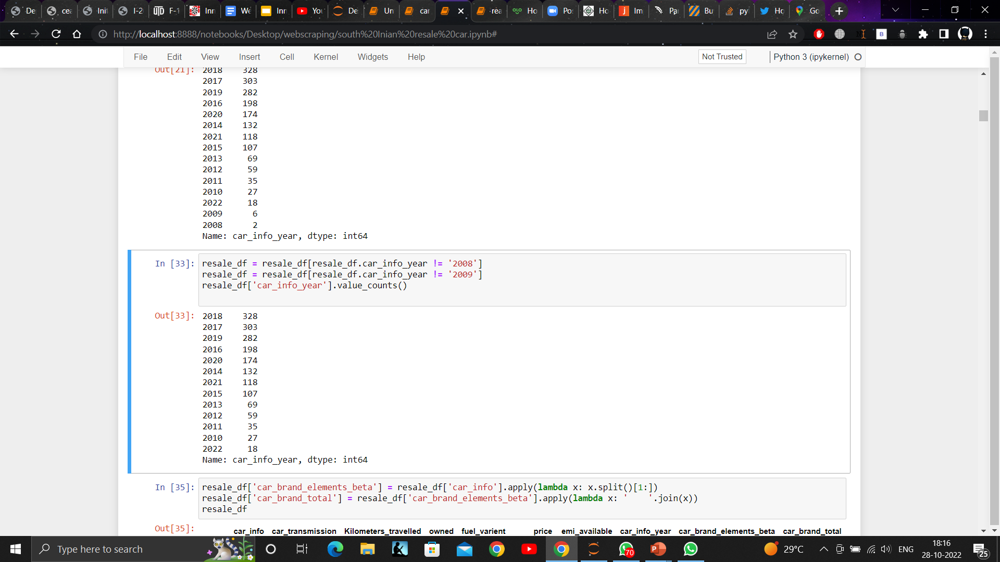 De
cea
Init
I-2
F-1
Inn
We
Inn
You
De
Un
car
rea
Ho
Pos
Ho
Im
Pa
Bu
py
Ho
Go
http://localhost:8888/notebooks/Desktop/webscraping/south%20Inian%20resale%20car.ipynb#
File Edit View Insert Cell Kernel Widgets Help Not Trusted Python 3 (ipykernel)
Out[21]: 2018 328
2017 303
2019 282
2016 198
2020 174
2014 132
2021 118
2015 107
2013 69
2012 59
2011 35
2010 27
2022 18
2009 6
2008 2
Name: car_info_year, dtype: int64
In [33]: resale_df = resale_df[resale_df.car_info_year != '2008']
resale_df = resale_df[resale_df.car_info_year != '2009']
resale_df['car_info_year'].value_counts()
Out[33]: 2018 328
2017 303
2019 282
2016 198
2020 174
2014 132
2021 118
2015 107
2013 69
2012 59
2011 35
2010 27
2022 18
Name: car_info_year, dtype: int64
In [35]: resale_df['car_brand_elements_beta'] = resale_df['car_info'].apply(lambda x: x.split()[1:])
resale_df['car_brand_total'] = resale_df['car_brand_elements_beta'].apply(lambda x: '    '.join(x))
resale_df
Out[35]:
car_info car_transmission Kilometers_travelled owned fuel_varient price emi_available car_info_year car_brand_elements_beta car_brand_total
Type here to search
70
29°C
ENG
18:16
28-10-2022
25